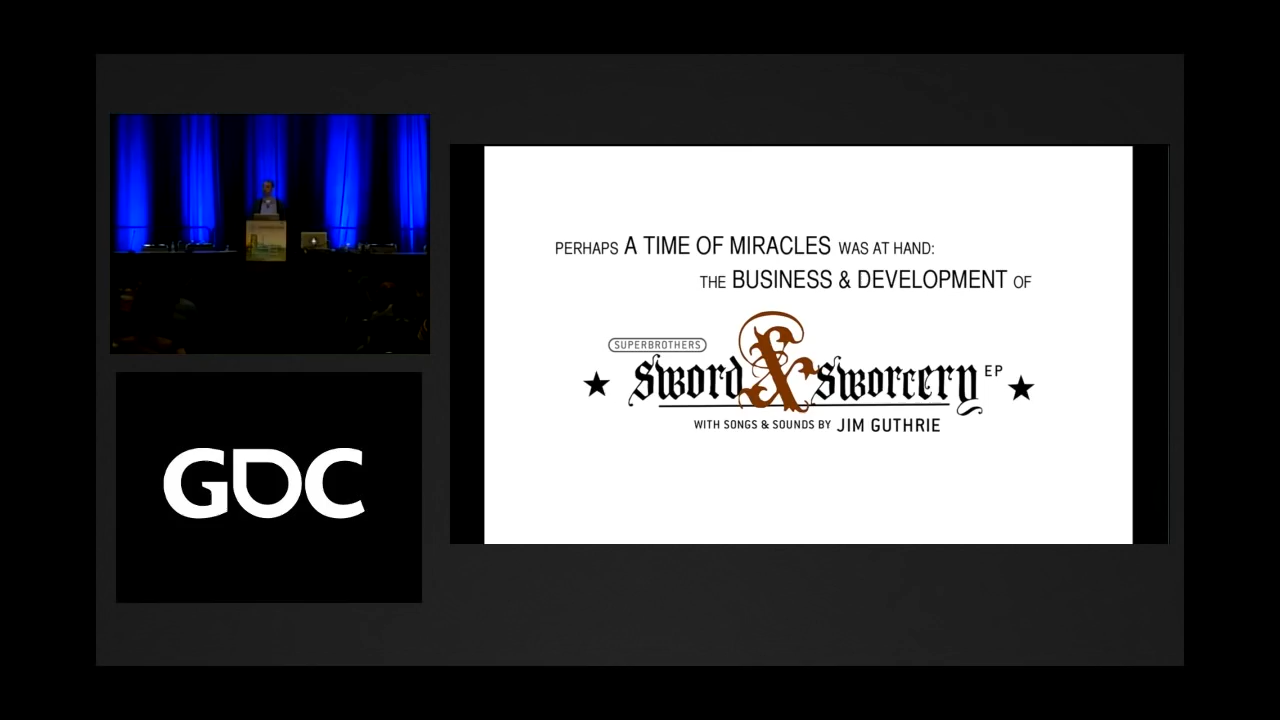 PERHAPS A TIME OF MIRACLES WAS AT HAND:
THE BUSINESS & DEVELOPMENT OF
SUPERBROTHERS
Sword & Sworcery EP
WITH SONGS & SOUNDS BY JIM GUTHRIE
GDC